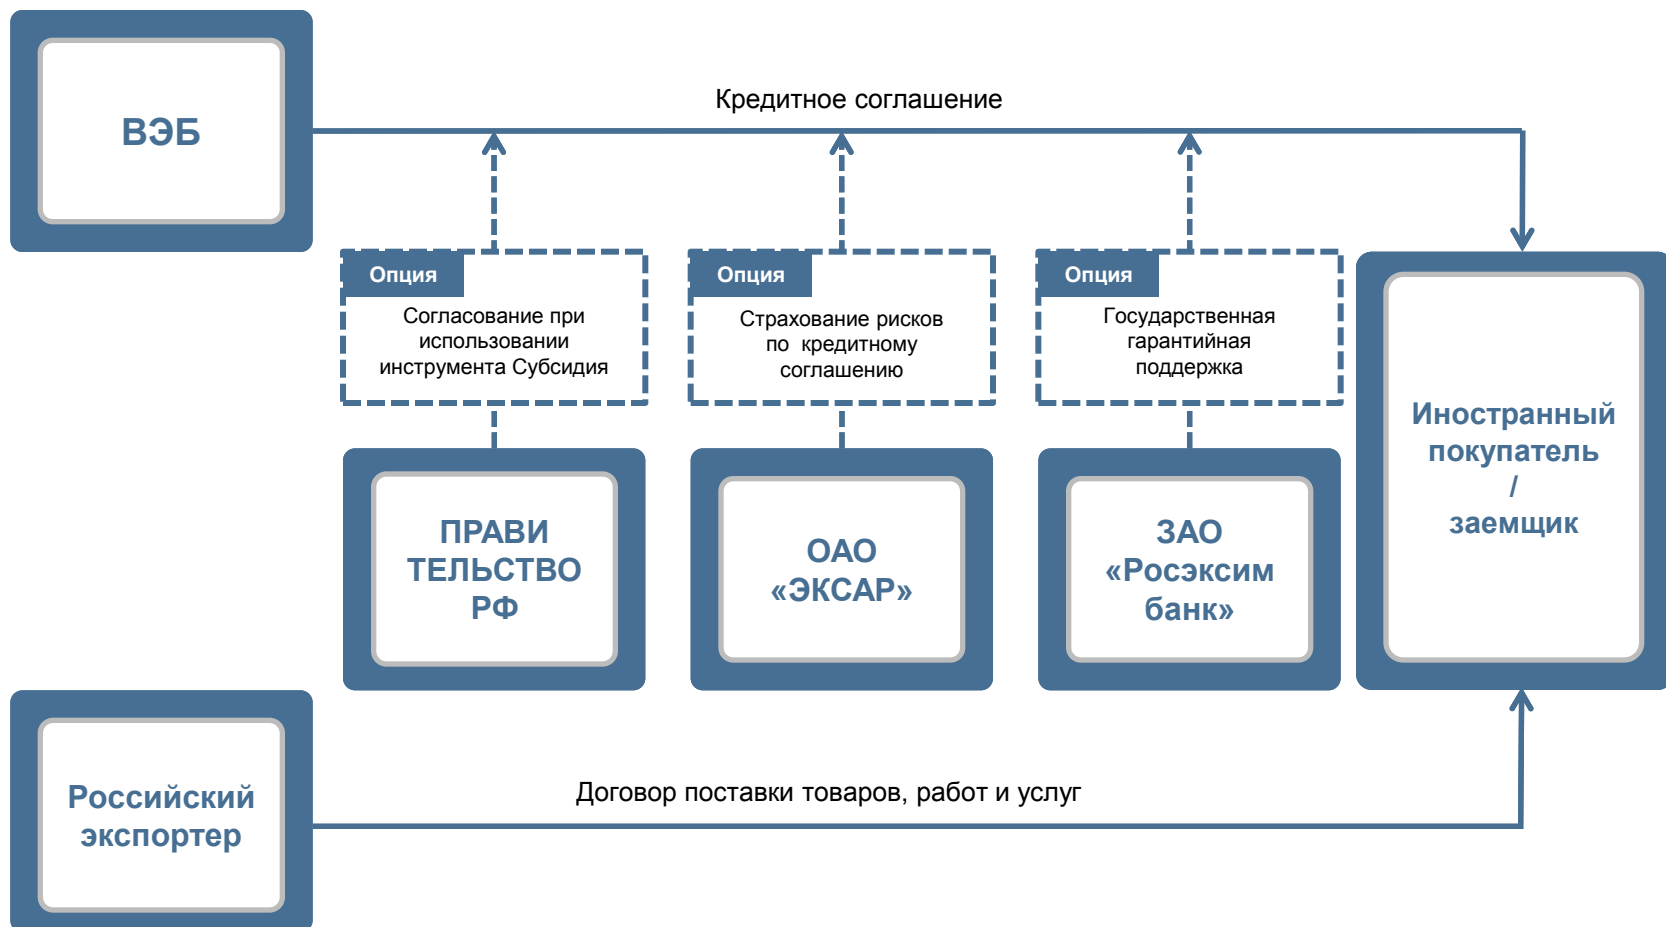 ВЭБ
Кредитное соглашение
Опция
Согласование при
использовании
инструмента Субсидия
Опция
Страхование рисков
по кредитному
соглашению
Опция
Государственная
гарантийная
поддержка
ПРАВИ
ТЕЛЬСТВО
РФ
ОАО
«ЭКСАР»
ЗАО
«Росэксим
банк»
Иностранный
покупатель
/
заемщик
Российский
экспортер
Договор поставки товаров, работ и услуг